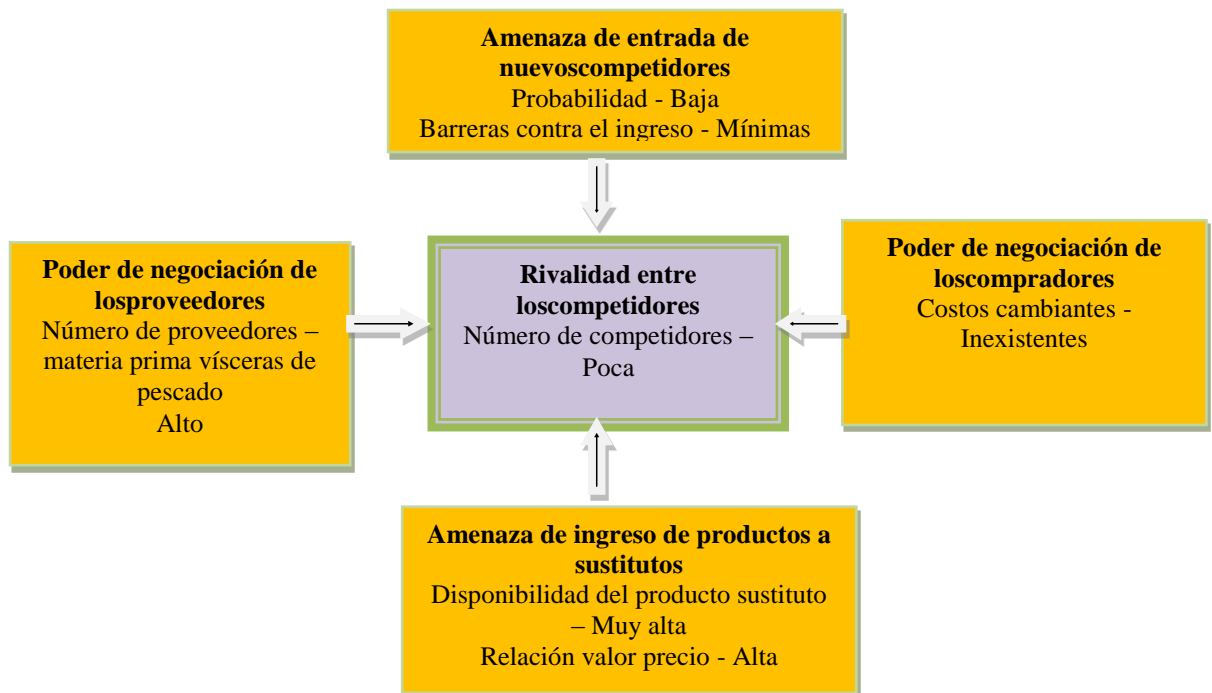 Amenaza de entrada de
nuevoscompetidores
Probabilidad - Baja
Barreras contra el ingreso - Mínimas
Poder de negociación de
losproveedores
Número de proveedores –
materia prima vísceras de
pescado
Alto
Rivalidad entre
loscompetidores
Número de competidores –
Poca
Poder de negociación de
loscompradores
Costos cambiantes -
Inexistentes
Amenaza de ingreso de productos a
sustitutos
Disponibilidad del producto sustituto
– Muy alta
Relación valor precio - Alta